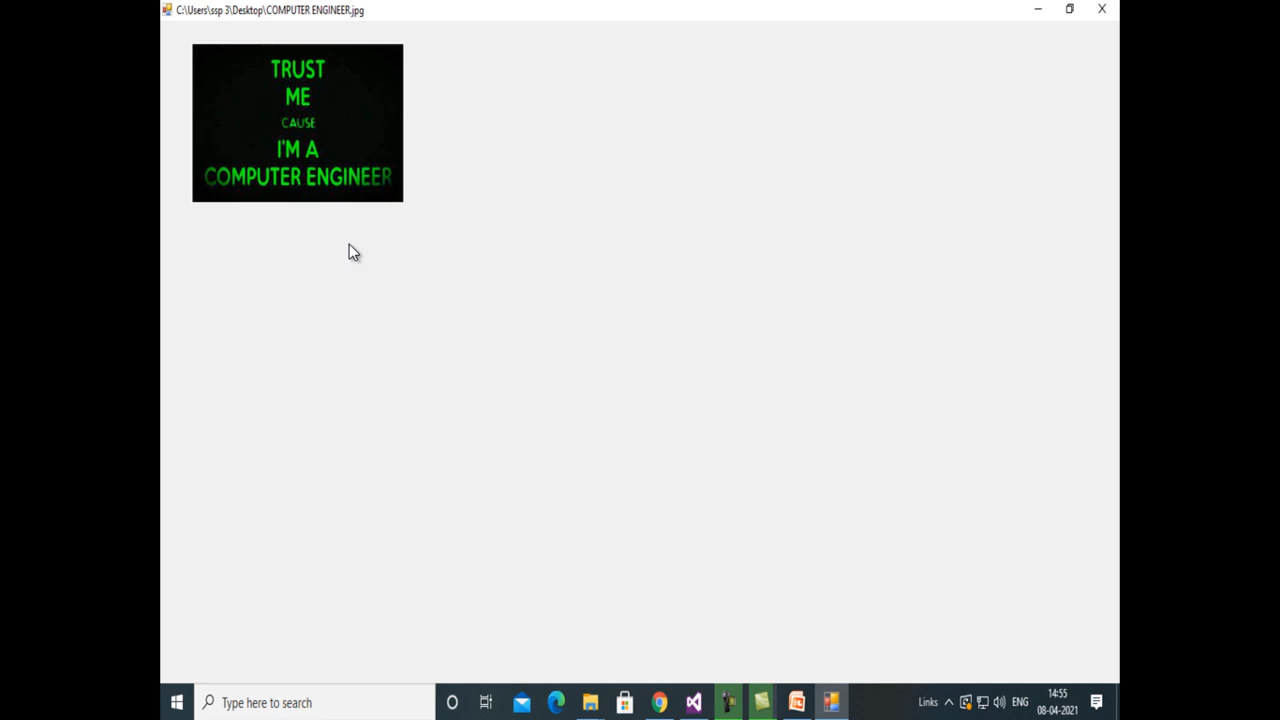 C:\Users\ssp 3\Desktop\COMPUTER ENGINEER.jpg
TRUST
ME
CAUSE
I'M A
COMPUTER ENGINEER
Type here to search
Links
ENG
14:55
08-04-2021